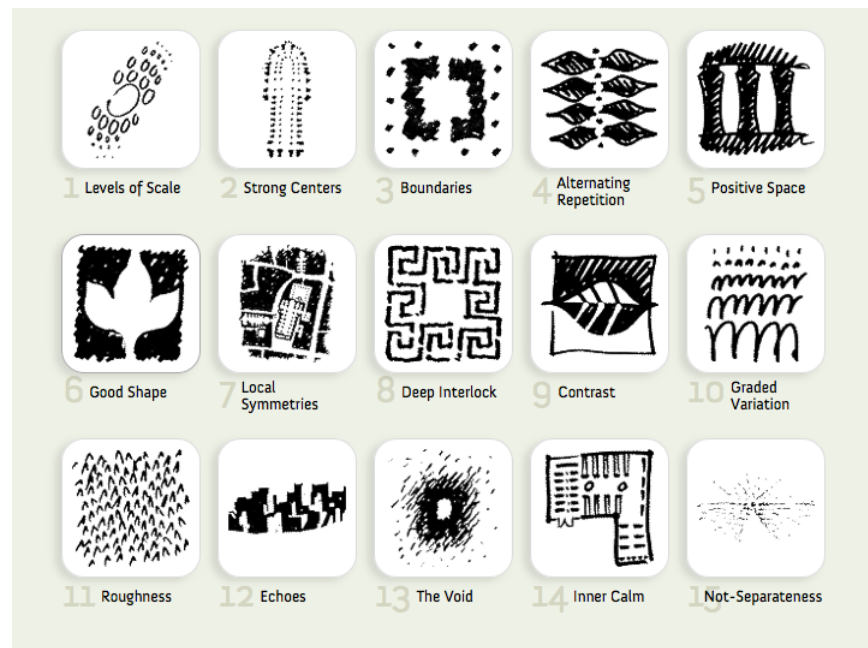 1 Levels of Scale
2 Strong Centers
3 Boundaries
4 Alternating
Repetition
5 Positive Space
6 Good Shape
7 Local
Symmetries
8 Deep Interlock
9 Contrast
10 Graded
Variation
11 Roughness
12 Echoes
13 The Void
14 Inner Calm
15 Not-Separateness